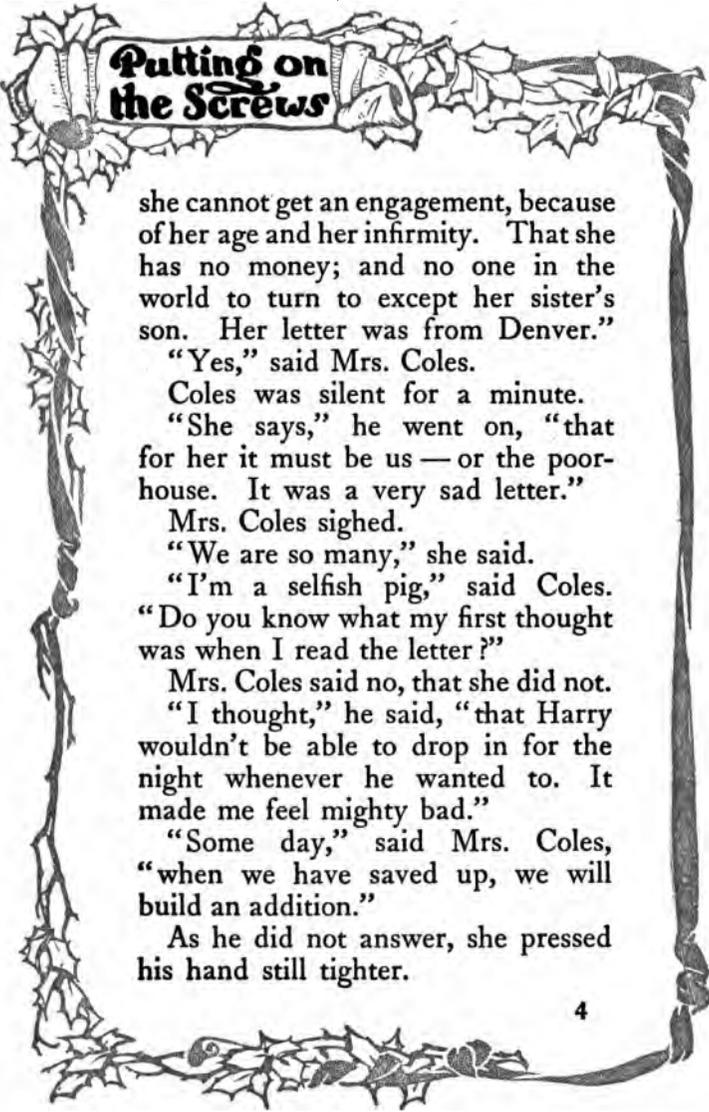 Putting on
the Screws
she cannot get an engagement, because
of her age and her infirmity. That she
has no money; and no one in the
world to turn to except her sister's
son. Her letter was from Denver."
"Yes," said Mrs. Coles.
Coles was silent for a minute.
"She says," he went on, "that
for her it must be us — or the poor-
house. It was a very sad letter."
Mrs. Coles sighed.
"We are so many," she said.
"I'm a selfish pig," said Coles.
"Do you know what my first thought
was when I read the letter?"
Mrs. Coles said no, that she did not.
"I thought," he said, "that Harry
wouldn't be able to drop in for the
night whenever he wanted to. It
made me feel mighty bad."
"Some day," said Mrs. Coles,
"when we have saved up, we will
build an addition."
As he did not answer, she pressed
his hand still tighter.
4